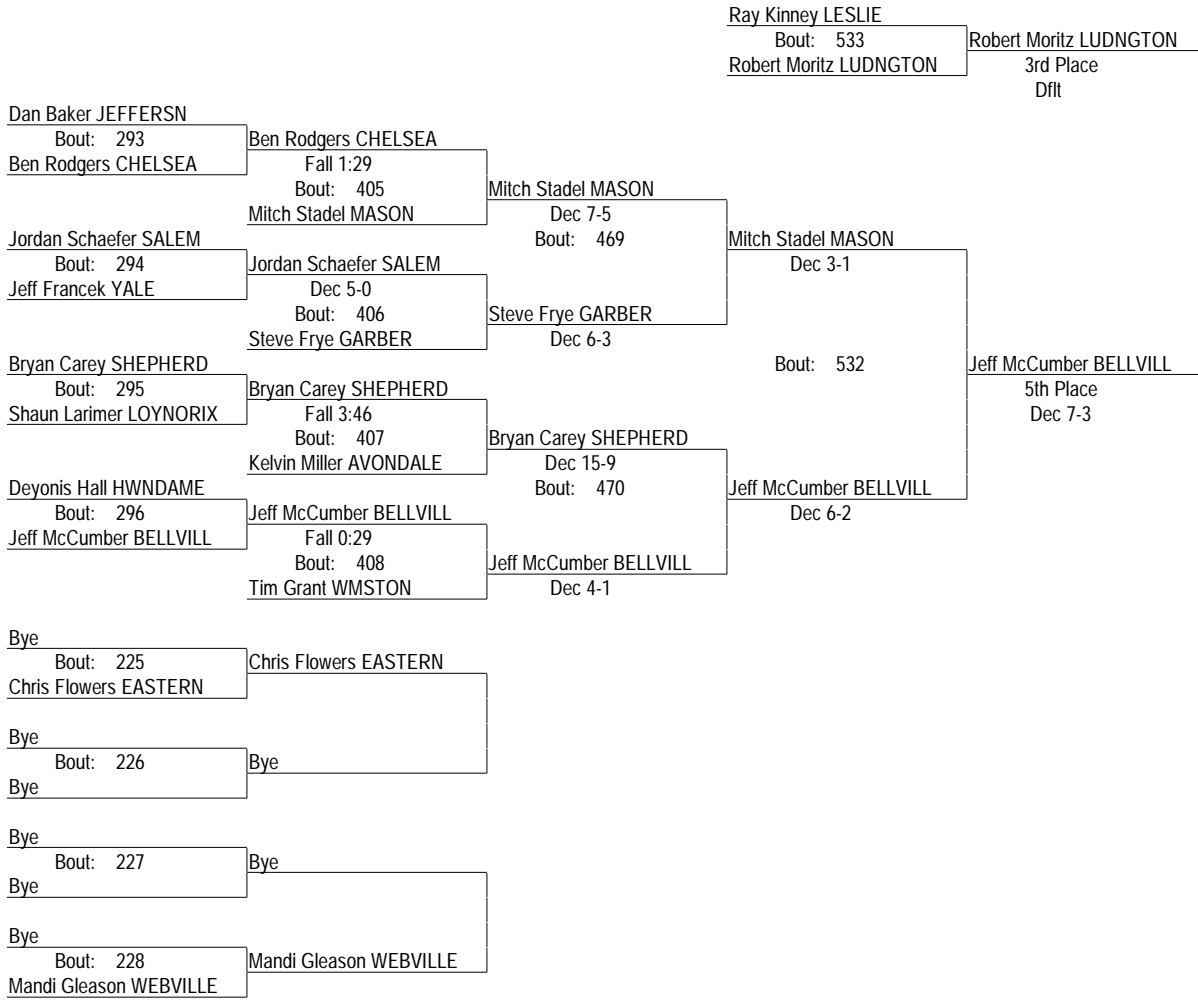 Ray Kinney LESLIE
Bout: 533
Robert Moritz LUDNGTON
Robert Moritz LUDNGTON
3rd Place
Dflt
Dan Baker JEFFERSN
Bout: 293
Ben Rodgers CHELSEA
Ben Rodgers CHELSEA
Fall 1:29
Bout: 405
Mitch Stadel MASON
Mitch Stadel MASON
Dec 7-5
Bout: 469
Jordan Schaefer SALEM
Bout: 294
Jeff Francek YALE
Jordan Schaefer SALEM
Dec 5-0
Bout: 406
Steve Frye GARBER
Steve Frye GARBER
Dec 6-3
Mitch Stadel MASON
Dec 3-1
Bout: 532
Jeff McCumber BELLVILL
5th Place
Dec 7-3
Bryan Carey SHEPHERD
Bout: 295
Shaun Larimer LOYNORIX
Bryan Carey SHEPHERD
Fall 3:46
Bout: 407
Kelvin Miller AVONDALE
Bryan Carey SHEPHERD
Dec 15-9
Bout: 470
Jeff McCumber BELLVILL
Dec 6-2
Deyonis Hall HWNDAME
Bout: 296
Jeff McCumber BELLVILL
Jeff McCumber BELLVILL
Fall 0:29
Bout: 408
Tim Grant WMSTON
Jeff McCumber BELLVILL
Dec 4-1
Bye
Bout: 225
Chris Flowers EASTERN
Chris Flowers EASTERN
Bye
Bout: 226
Bye
Bye
Bye
Bout: 227
Bye
Bye
Bye
Bout: 228
Mandi Gleason WEBVILLE
Mandi Gleason WEBVILLE